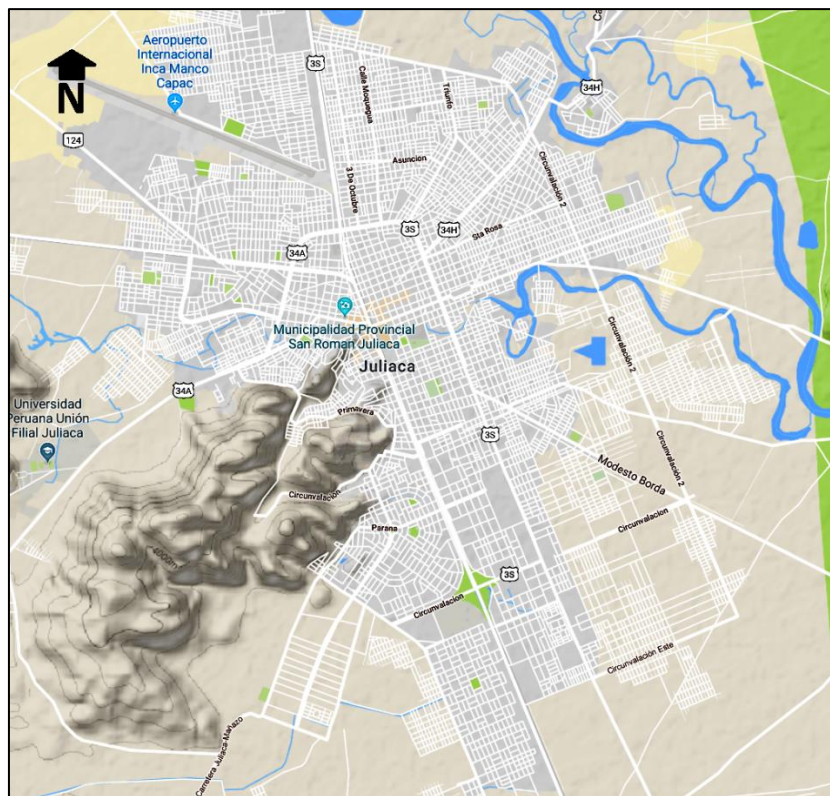 Aeropuerto
Internacional
Inca Manco
Capac
N
3S
Calle Moquegua
Triunfo
34H
124
Asuncion
Circunvalación 2
3 De Octubre
3S
34H
Sta Rosa
34A
Municipalidad Provincial
San Roman Juliaca
Juliaca
Circunvalación 2
34A
Universidad
Peruana Unión
Filial Juliaca
Primavera
3S
Modesto Borda
Circunvalación 2
Circunvalación
Circunvalacion
Parana
3S
Circunvalacion
Circunvalación Este
Carretera Juliaca-Mañazo